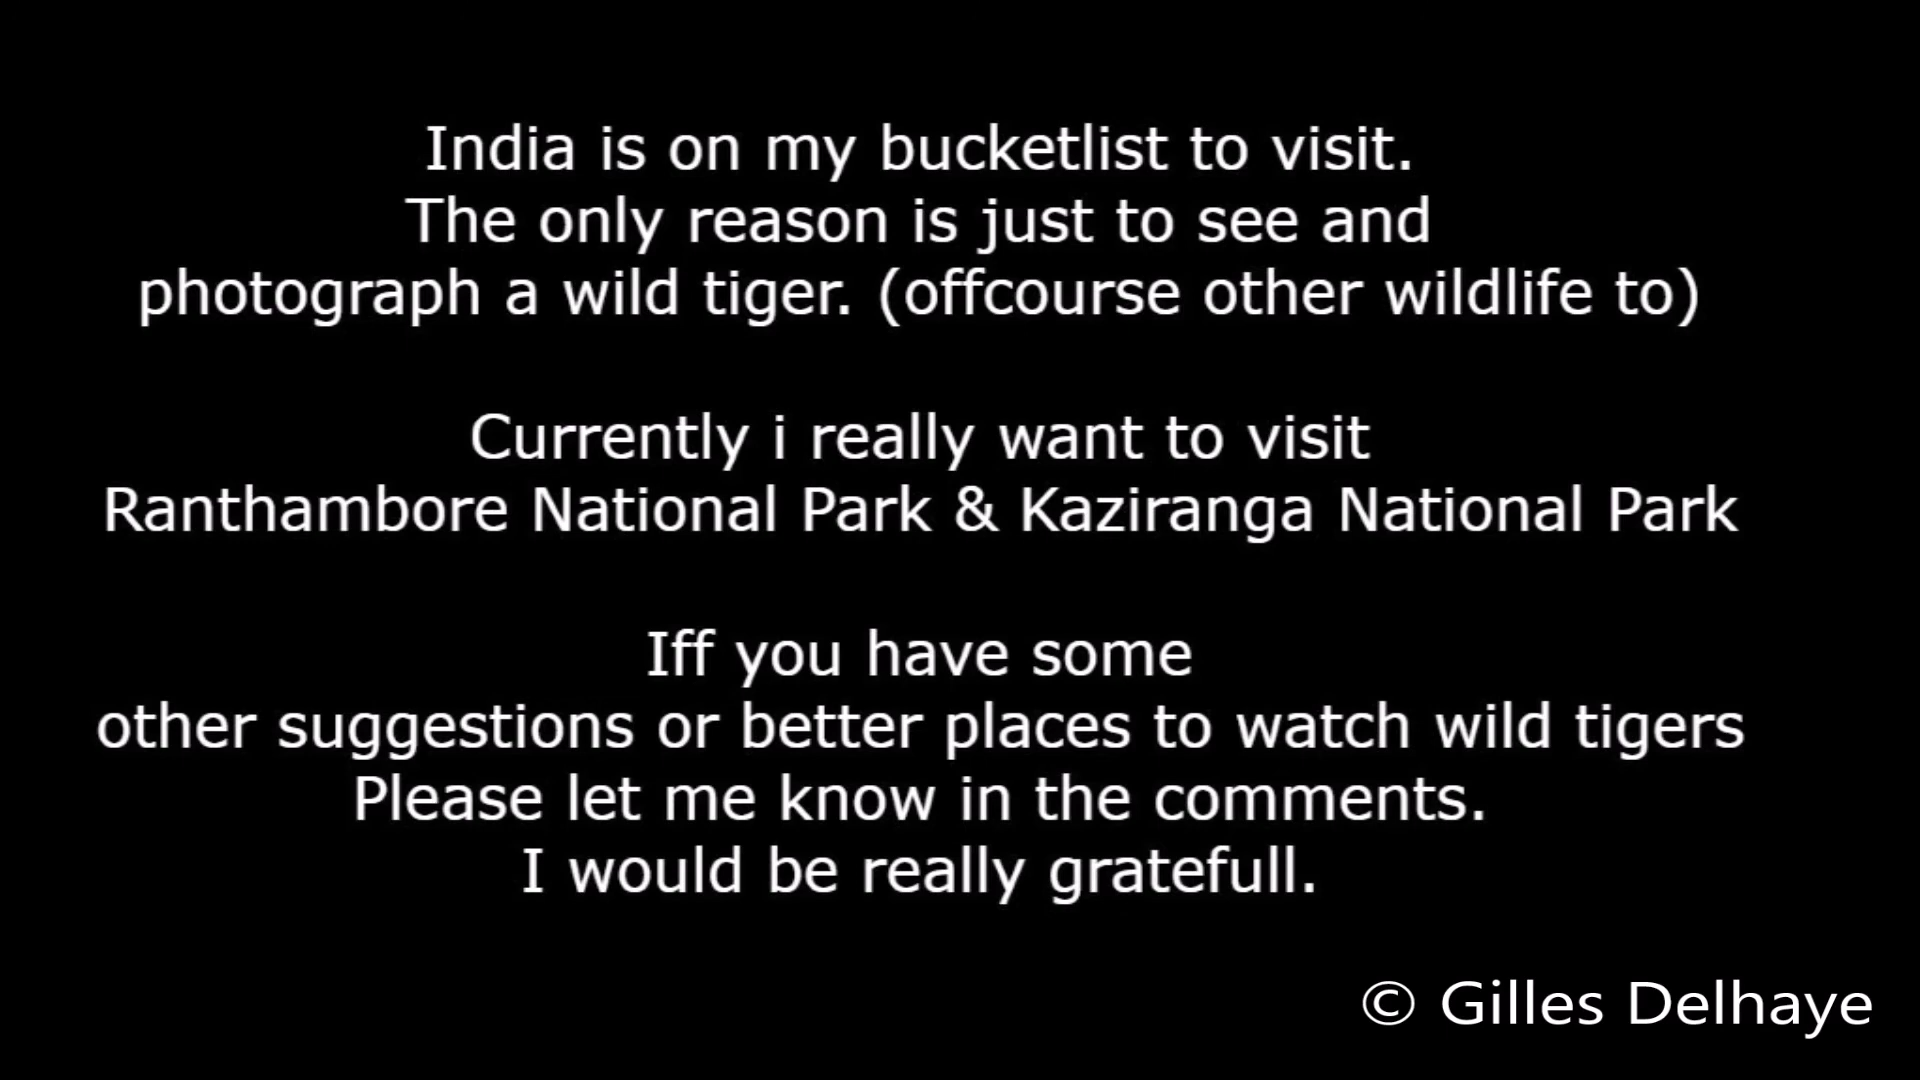 India is on my bucketlist to visit.
The only reason is just to see and
photograph a wild tiger. (offcourse other wildlife to)
Currently i really want to visit
Ranthambore National Park & Kaziranga National Park
Iff you have some
other suggestions or better places to watch wild tigers
Please let me know in the comments.
I would be really gratefull.
© Gilles Delhaye